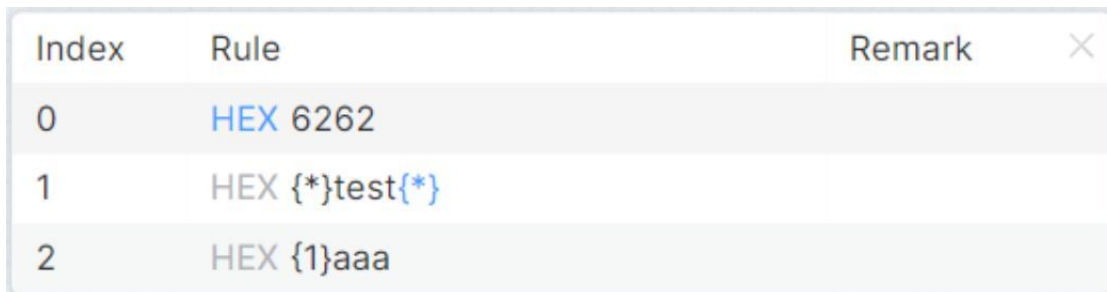 Index Rule Remark
0 HEX 6262
1 HEX {*}test{*}
2 HEX {1}aaa